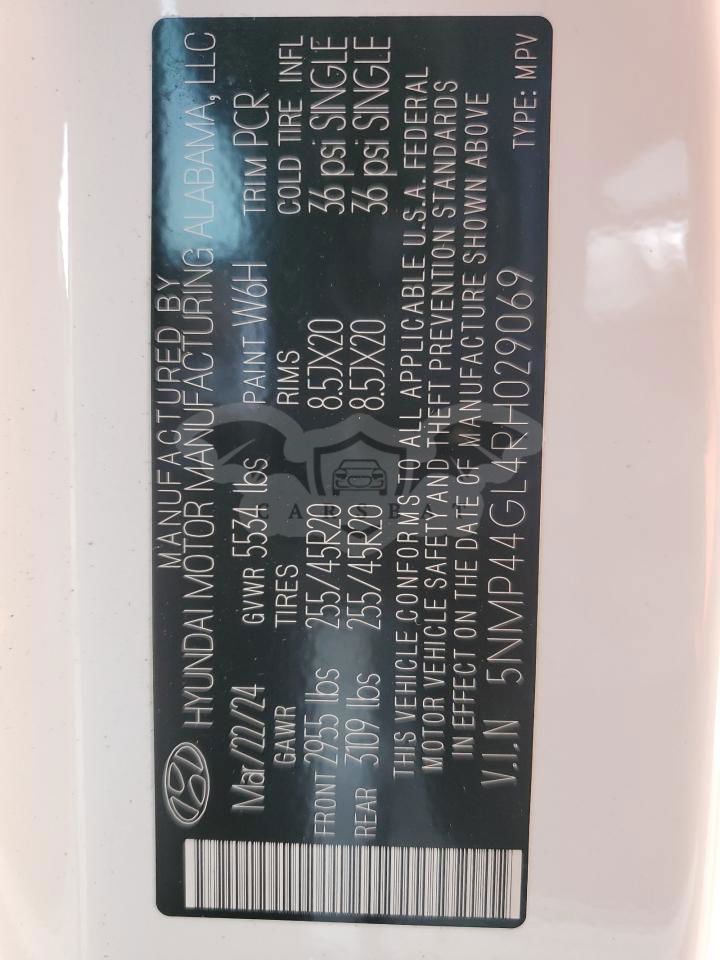 MANUFACTURED BY
HYUNDAI MOTOR MANUFACTURING ALABAMA, LLC
Mar/22/24 GVWR 5534 lbs PAINT W6H TRIM PCR
GAWR TIRES RIMS COLD TIRE INFL
FRONT 2955 lbs 255/45R20 8.5JX20 36 psi SINGLE
REAR 3109 lbs 255/45R20 8.5JX20 36 psi SINGLE
THIS VEHICLE CONFORMS TO ALL APPLICABLE U.S.A. FEDERAL
MOTOR VEHICLE SAFETY AND THEFT PREVENTION STANDARDS
IN EFFECT ON THE DATE OF MANUFACTURE SHOWN ABOVE
V.I.N 5NMP44GL4RH029069 TYPE: MPV
CARSBAT